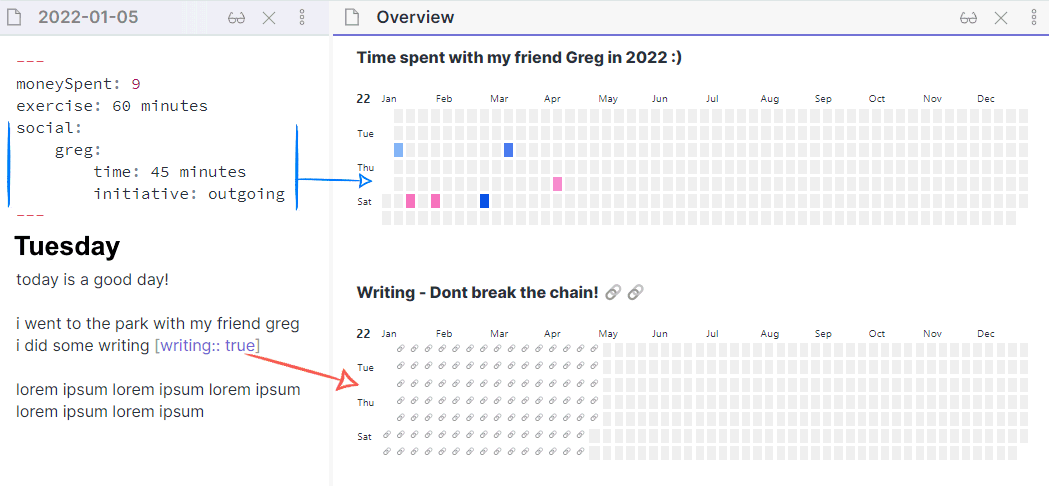 2022-01-05
---
moneySpent: 9
exercise: 60 minutes
social:
greg:
time: 45 minutes
initiative: outgoing
---
Tuesday
today is a good day!
i went to the park with my friend greg
i did some writing [writing:: true]
lorem ipsum lorem ipsum lorem ipsum
lorem ipsum lorem ipsum
Overview
Time spent with my friend Greg in 2022 :)
22 Jan Feb Mar Apr May Jun Jul Aug Sep Oct Nov Dec
Tue
Thu
Sat
Writing - Dont break the chain! 🔗 🔗
22 Jan Feb Mar Apr May Jun Jul Aug Sep Oct Nov Dec
Tue
Thu
Sat